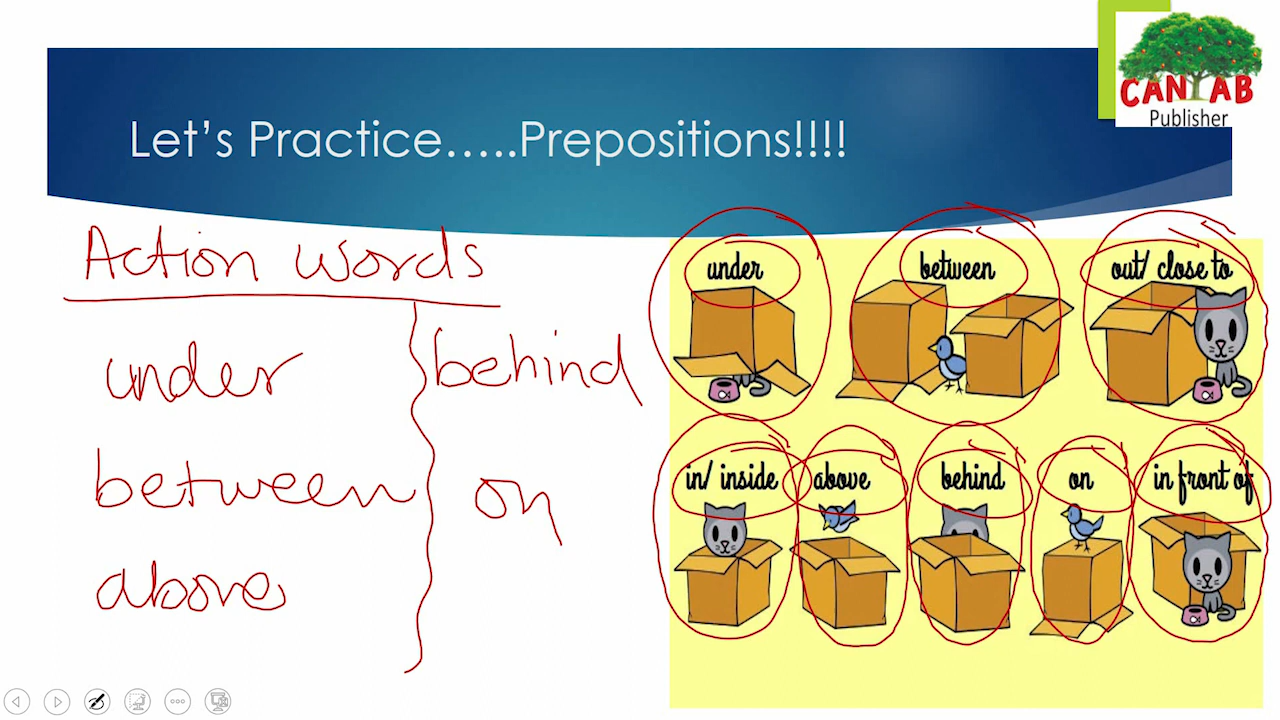 CANTAB
Publisher
Let's Practice.....Prepositions!!!!
Action words
under
behind
between
on
above
under
between
out/ close to
in/ inside
above
behind
on
in front of